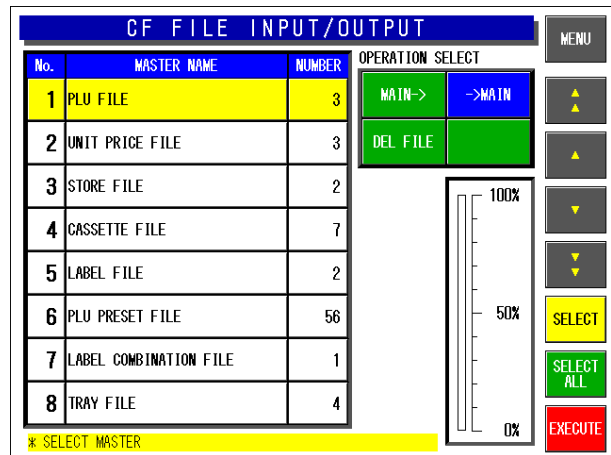 CF FILE INPUT/OUTPUT
MENU
No. MASTER NAME NUMBER
1 PLU FILE 3
2 UNIT PRICE FILE 3
3 STORE FILE 2
4 CASSETTE FILE 7
5 LABEL FILE 2
6 PLU PRESET FILE 56
7 LABEL COMBINATION FILE 1
8 TRAY FILE 4
* SELECT MASTER
OPERATION SELECT
MAIN-> ->MAIN
DEL FILE
100%
50%
0%
SELECT
SELECT
ALL
EXECUTE